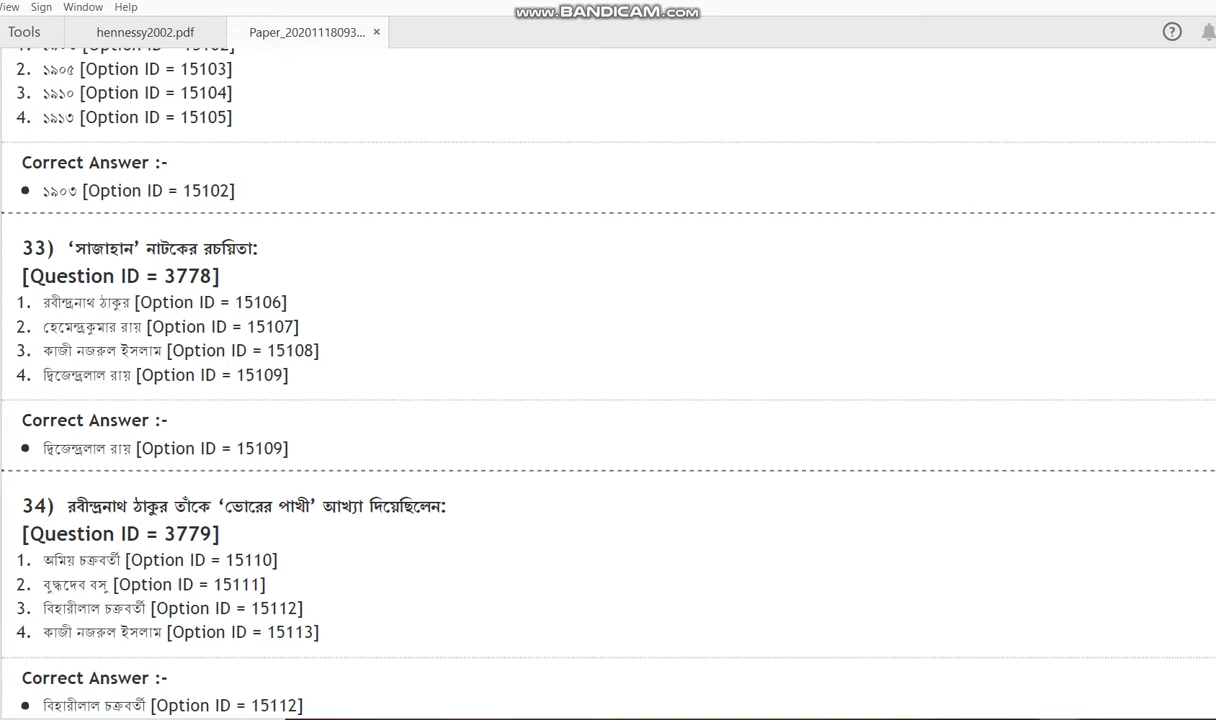 View Sign Window Help
www.BANDICAM.com
Tools hennessy2002.pdf Paper_20201118093... ×
2. ১৯০৫ [Option ID = 15103]
3. ১৯১০ [Option ID = 15104]
4. ১৯১৩ [Option ID = 15105]
Correct Answer :-
• ১৯০৩ [Option ID = 15102]
33) ‘সাজাহান’ নাটকের রচয়িতা:
[Question ID = 3778]
1. রবীন্দ্রনাথ ঠাকুর [Option ID = 15106]
2. হেমেন্দ্রকুমার রায় [Option ID = 15107]
3. কাজী নজরুল ইসলাম [Option ID = 15108]
4. দ্বিজেন্দ্রলাল রায় [Option ID = 15109]
Correct Answer :-
• দ্বিজেন্দ্রলাল রায় [Option ID = 15109]
34) রবীন্দ্রনাথ ঠাকুর তাঁকে ‘ভোরের পাখী’ আখ্যা দিয়েছিলেন:
[Question ID = 3779]
1. অমিয় চক্রবর্তী [Option ID = 15110]
2. বুদ্ধদেব বসু [Option ID = 15111]
3. বিহারীলাল চক্রবর্তী [Option ID = 15112]
4. কাজী নজরুল ইসলাম [Option ID = 15113]
Correct Answer :-
• বিহারীলাল চক্রবর্তী [Option ID = 15112]